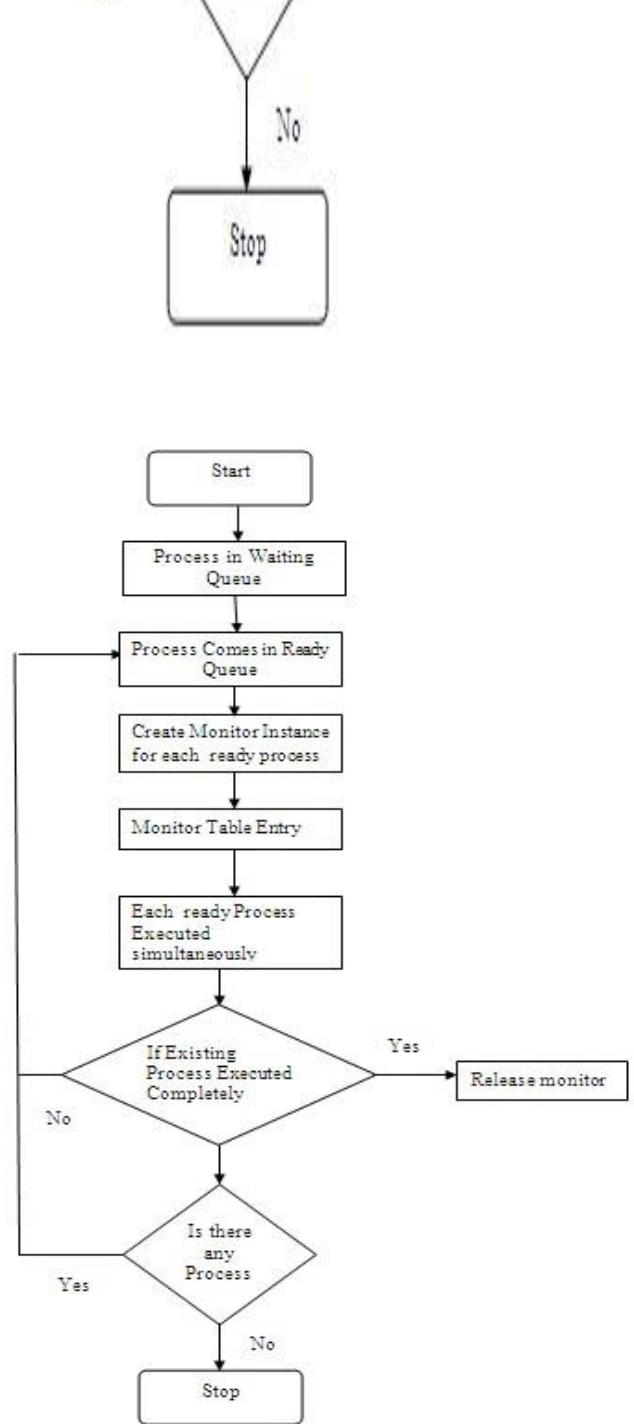 No
Stop
Start
Process in Waiting
Queue
Process Comes in Ready
Queue
Create Monitor Instance
for each ready process
Monitor Table Entry
Each ready Process
Executed
simultaneously
If Existing
Process Executed
Completely
Yes
Release monitor
No
Is there
any
Process
Yes
No
Stop